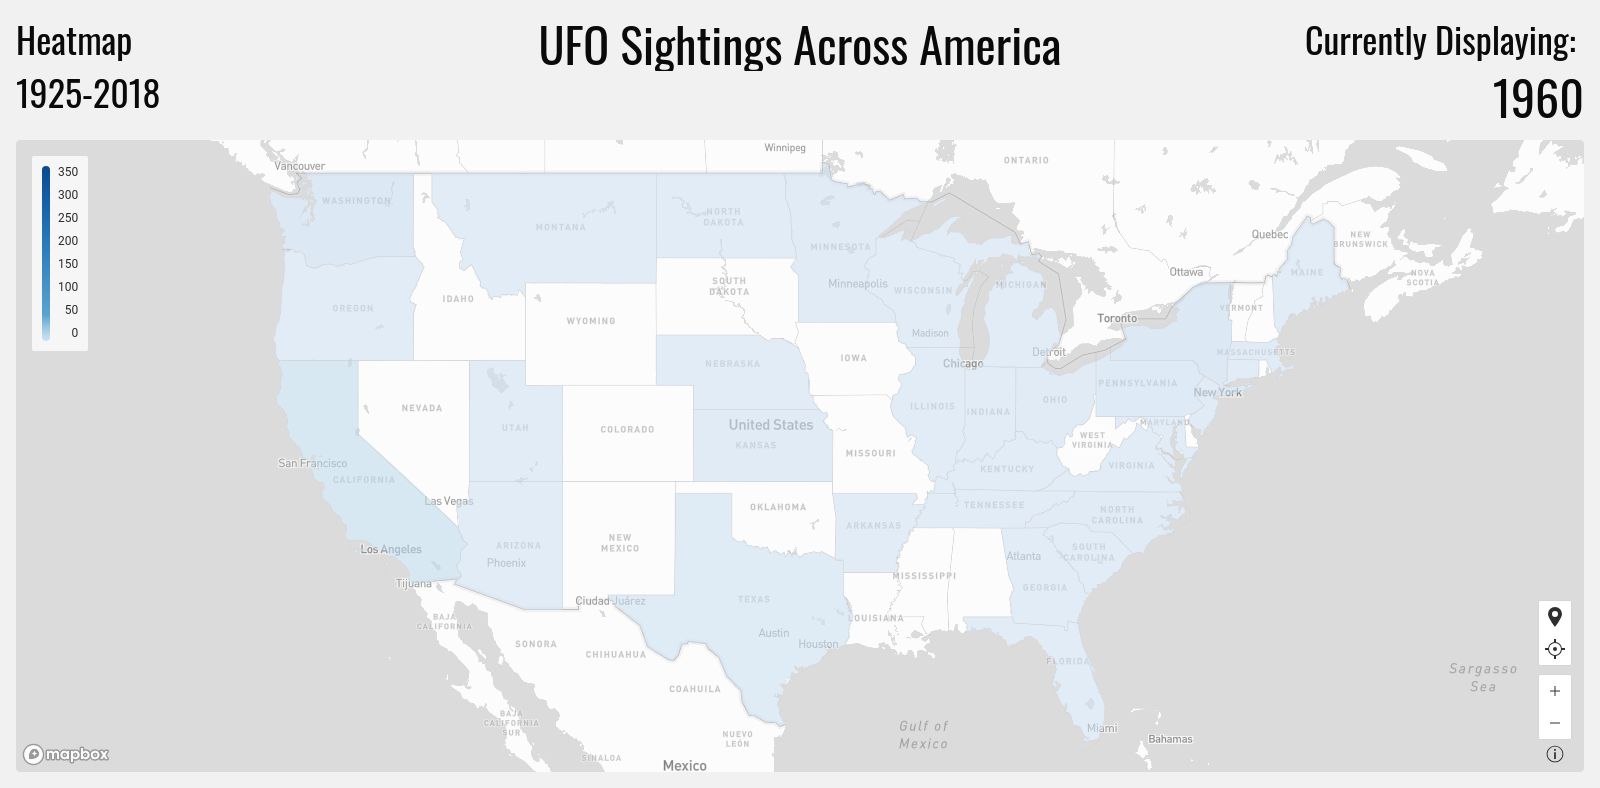 Heatmap
1925-2018
UFO Sightings Across America
Currently Displaying:
1960
350
300
250
200
150
100
50
0
Vancouver
Winnipeg
ONTARIO
WASHINGTON
MONTANA
NORTH
DAKOTA
MINNESOTA
Quebec
NEW
BRUNSWICK
Ottawa
MAINE
NOVA
SCOTIA
OREGON
IDAHO
SOUTH
DAKOTA
Minneapolis
WISCONSIN
MICHIGAN
WYOMING
Toronto
VERMONT
Madison
Detroit
MASSACHUSETTS
IOWA
Chicago
NEBRASKA
PENNSYLVANIA
New York
NEVADA
UTAH
COLORADO
United States
KANSAS
ILLINOIS
INDIANA
OHIO
MARYLAND
WEST
VIRGINIA
MISSOURI
San Francisco
CALIFORNIA
KENTUCKY
VIRGINIA
Las Vegas
OKLAHOMA
TENNESSEE
NORTH
CAROLINA
ARKANSAS
Los Angeles
ARIZONA
Phoenix
NEW
MEXICO
Atlanta
SOUTH
CAROLINA
Tijuana
MISSISSIPPI
GEORGIA
Ciudad Juárez
TEXAS
LOUISIANA
BAJA
CALIFORNIA
Austin
Houston
SONORA
CHIHUAHUA
FLORIDA
Sargasso
Sea
COAHUILA
BAJA
CALIFORNIA
SUR
Gulf of
Mexico
Miami
Bahamas
NUEVO
LEÓN
SINALOA
Mexico
mapbox